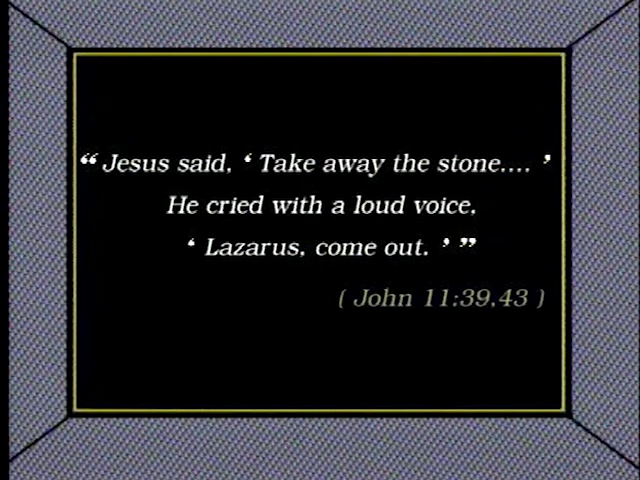 “ Jesus said, ‘ Take away the stone.... ’
He cried with a loud voice,
‘ Lazarus, come out. ’ ”
( John 11:39,43 )